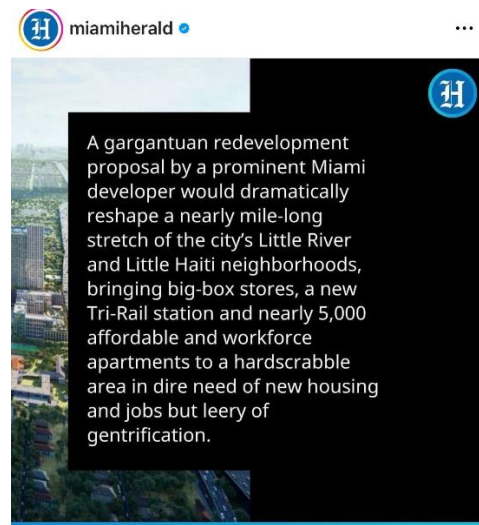 miamiherald
H
A gargantuan redevelopment
proposal by a prominent Miami
developer would dramatically
reshape a nearly mile-long
stretch of the city’s Little River
and Little Haiti neighborhoods,
bringing big-box stores, a new
Tri-Rail station and nearly 5,000
affordable and workforce
apartments to a hardscrabble
area in dire need of new housing
and jobs but leery of
gentrification.